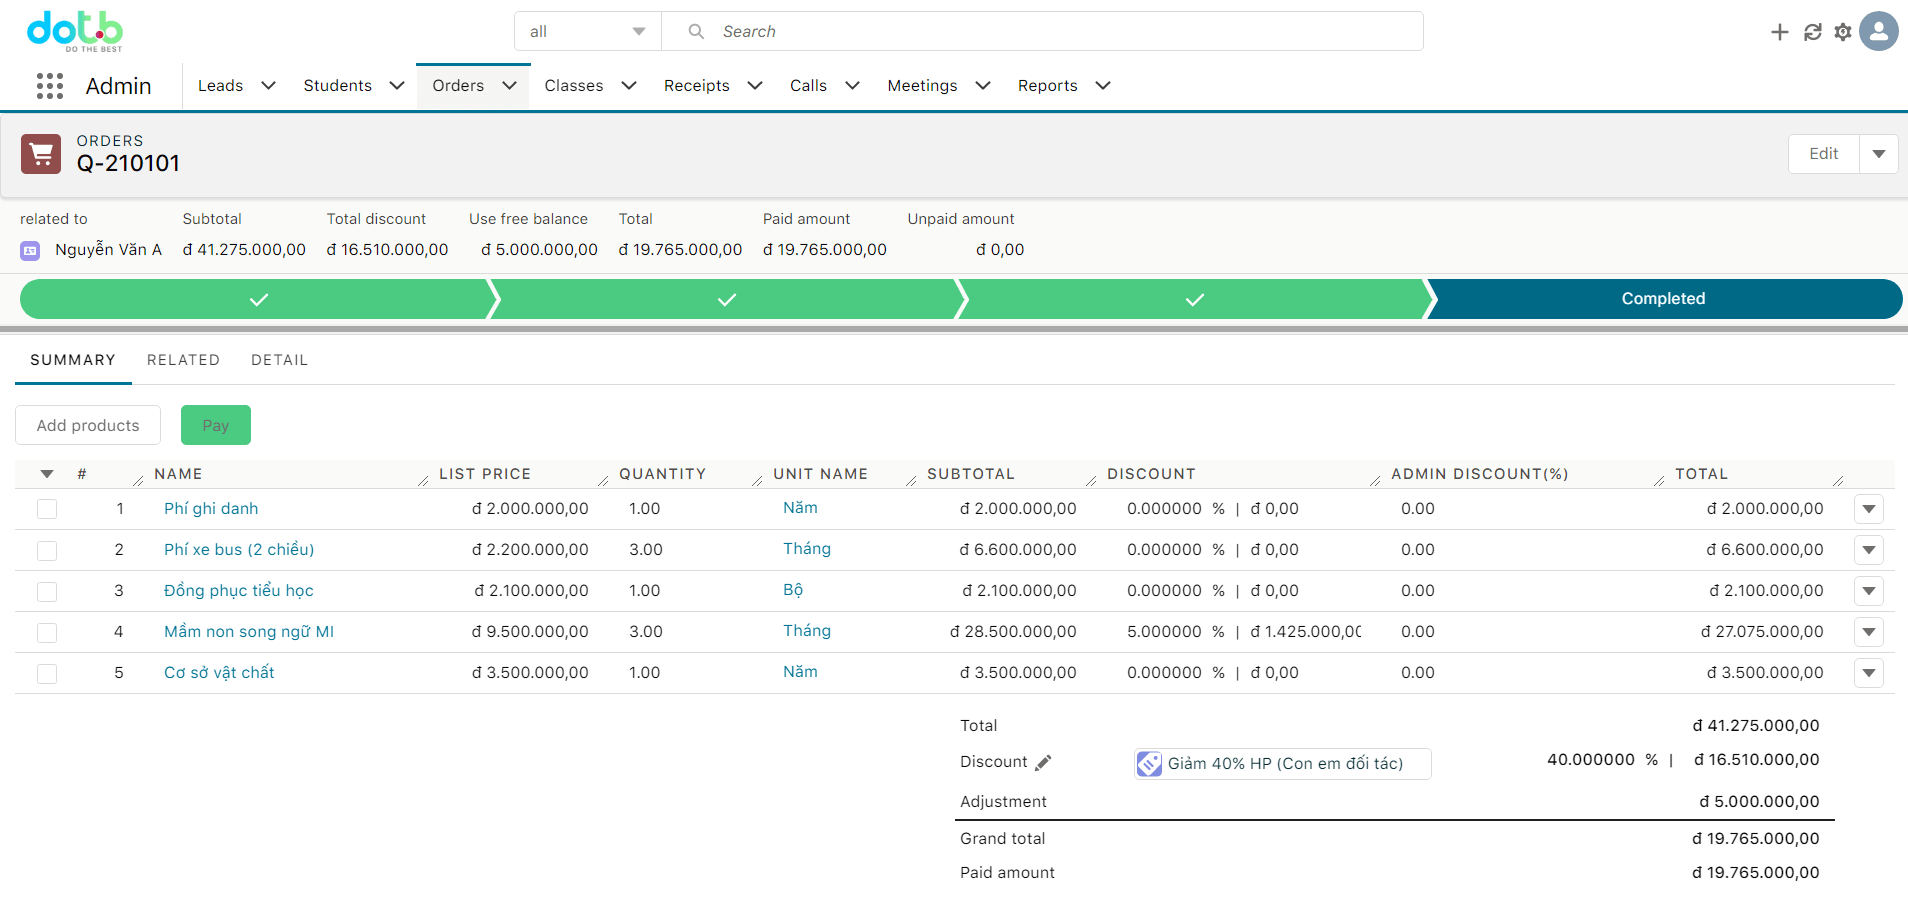 dotb
DO THE BEST
all Search
Admin Leads Students Orders Classes Receipts Calls Meetings Reports
ORDERS
Q-210101
Edit
related to Subtotal Total discount Use free balance Total Paid amount Unpaid amount
Nguyễn Văn A đ 41.275.000,00 đ 16.510.000,00 đ 5.000.000,00 đ 19.765.000,00 đ 19.765.000,00 đ 0,00
Completed
SUMMARY RELATED DETAIL
Add products Pay
# NAME LIST PRICE QUANTITY UNIT NAME SUBTOTAL DISCOUNT ADMIN DISCOUNT(%) TOTAL
1 Phí ghi danh đ 2.000.000,00 1.00 Năm đ 2.000.000,00 0.000000 % | đ 0,00 0.00 đ 2.000.000,00
2 Phí xe bus (2 chiều) đ 2.200.000,00 3.00 Tháng đ 6.600.000,00 0.000000 % | đ 0,00 0.00 đ 6.600.000,00
3 Đồng phục tiểu học đ 2.100.000,00 1.00 Bộ đ 2.100.000,00 0.000000 % | đ 0,00 0.00 đ 2.100.000,00
4 Mầm non song ngữ MI đ 9.500.000,00 3.00 Tháng đ 28.500.000,00 5.000000 % | đ 1.425.000,00 0.00 đ 27.075.000,00
5 Cơ sở vật chất đ 3.500.000,00 1.00 Năm đ 3.500.000,00 0.000000 % | đ 0,00 0.00 đ 3.500.000,00
Total đ 41.275.000,00
Discount Giảm 40% HP (Con em đối tác) 40.000000 % | đ 16.510.000,00
Adjustment đ 5.000.000,00
Grand total đ 19.765.000,00
Paid amount đ 19.765.000,00